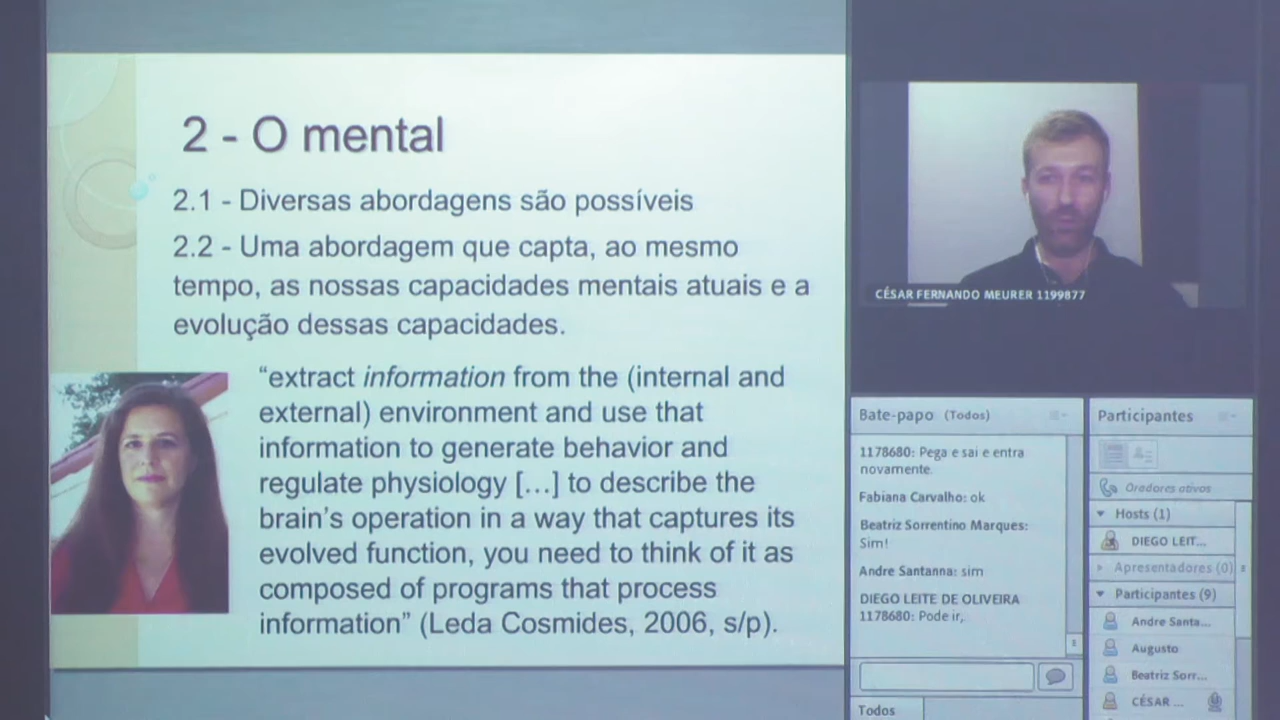 2 - O mental
2.1 - Diversas abordagens são possíveis
2.2 - Uma abordagem que capta, ao mesmo
tempo, as nossas capacidades mentais atuais e a
evolução dessas capacidades.
“extract information from the (internal and
external) environment and use that
information to generate behavior and
regulate physiology […] to describe the
brain’s operation in a way that captures its
evolved function, you need to think of it as
composed of programs that process
information” (Leda Cosmides, 2006, s/p).
CÉSAR FERNANDO MEURER 1199877
Bate-papo (Todos)
1178680: Pega e sai e entra
novamente.
Fabiana Carvalho: ok
Beatriz Sorrentino Marques:
Sim!
Andre Santanna: sim
DIEGO LEITE DE OLIVEIRA
1178680: Pode ir,
Todos
Participantes
Oradores ativos
Hosts (1)
DIEGO LEIT...
Apresentadores (0)
Participantes (9)
Andre Santa...
Augusto
Beatriz Sorr...
CÉSAR ...